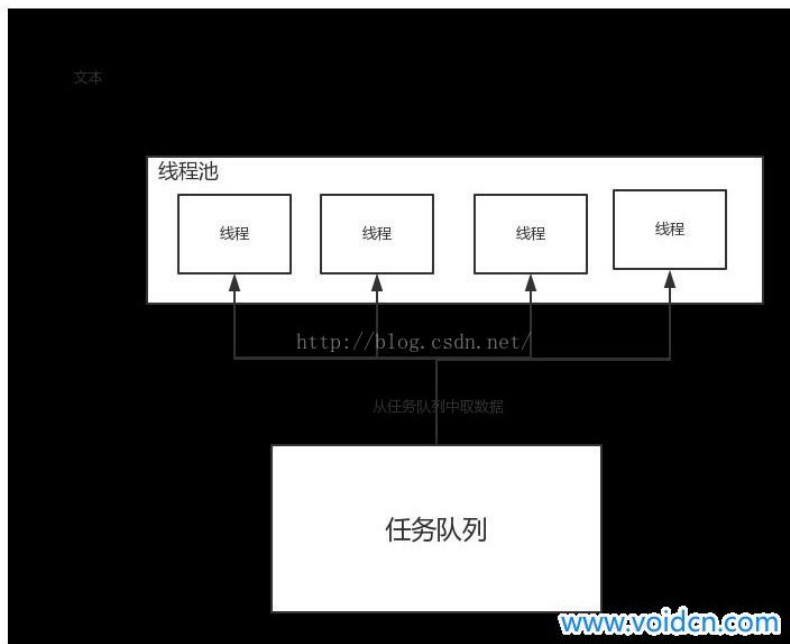 文本
线程池
线程
线程
线程
线程
http://blog.csdn.net/
从任务队列中取数据
任务队列
www.voidcn.com